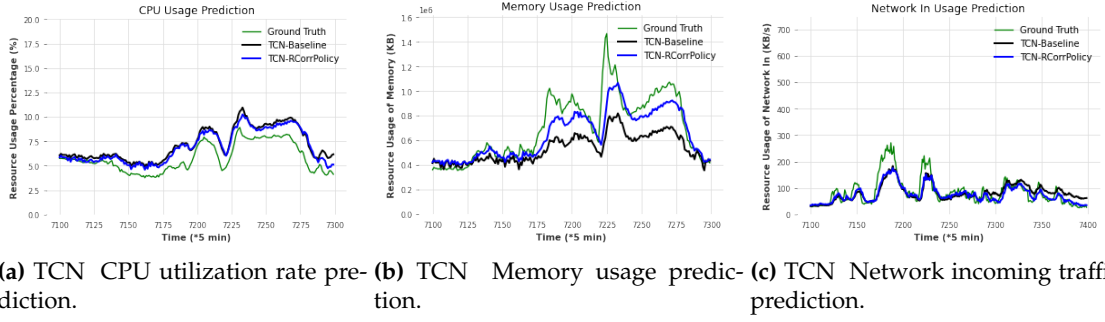 CPU Usage Prediction
Resource Usage Percentage (%)
20.0
17.5
15.0
12.5
10.0
7.5
5.0
2.5
0.0
Ground Truth
TCN-Baseline
TCN-RCorrPolicy
7100 7125 7150 7175 7200 7225 7250 7275 7300
Time (*5 min)
(a) TCN CPU utilization rate pre-
diction.
Memory Usage Prediction
Resource Usage of Memory (KB)
1e6
1.6
1.4
1.2
1.0
0.8
0.6
0.4
0.2
0.0
Ground Truth
TCN-Baseline
TCN-RCorrPolicy
7100 7125 7150 7175 7200 7225 7250 7275 7300
Time (*5 min)
(b) TCN Memory usage predic-
tion.
Network In Usage Prediction
Resource Usage of Network In (KB/s)
700
600
500
400
300
200
100
0
Ground Truth
TCN-Baseline
TCN-RCorrPolicy
7100 7150 7200 7250 7300 7350 7400
Time (*5 min)
(c) TCN Network incoming traffi
prediction.